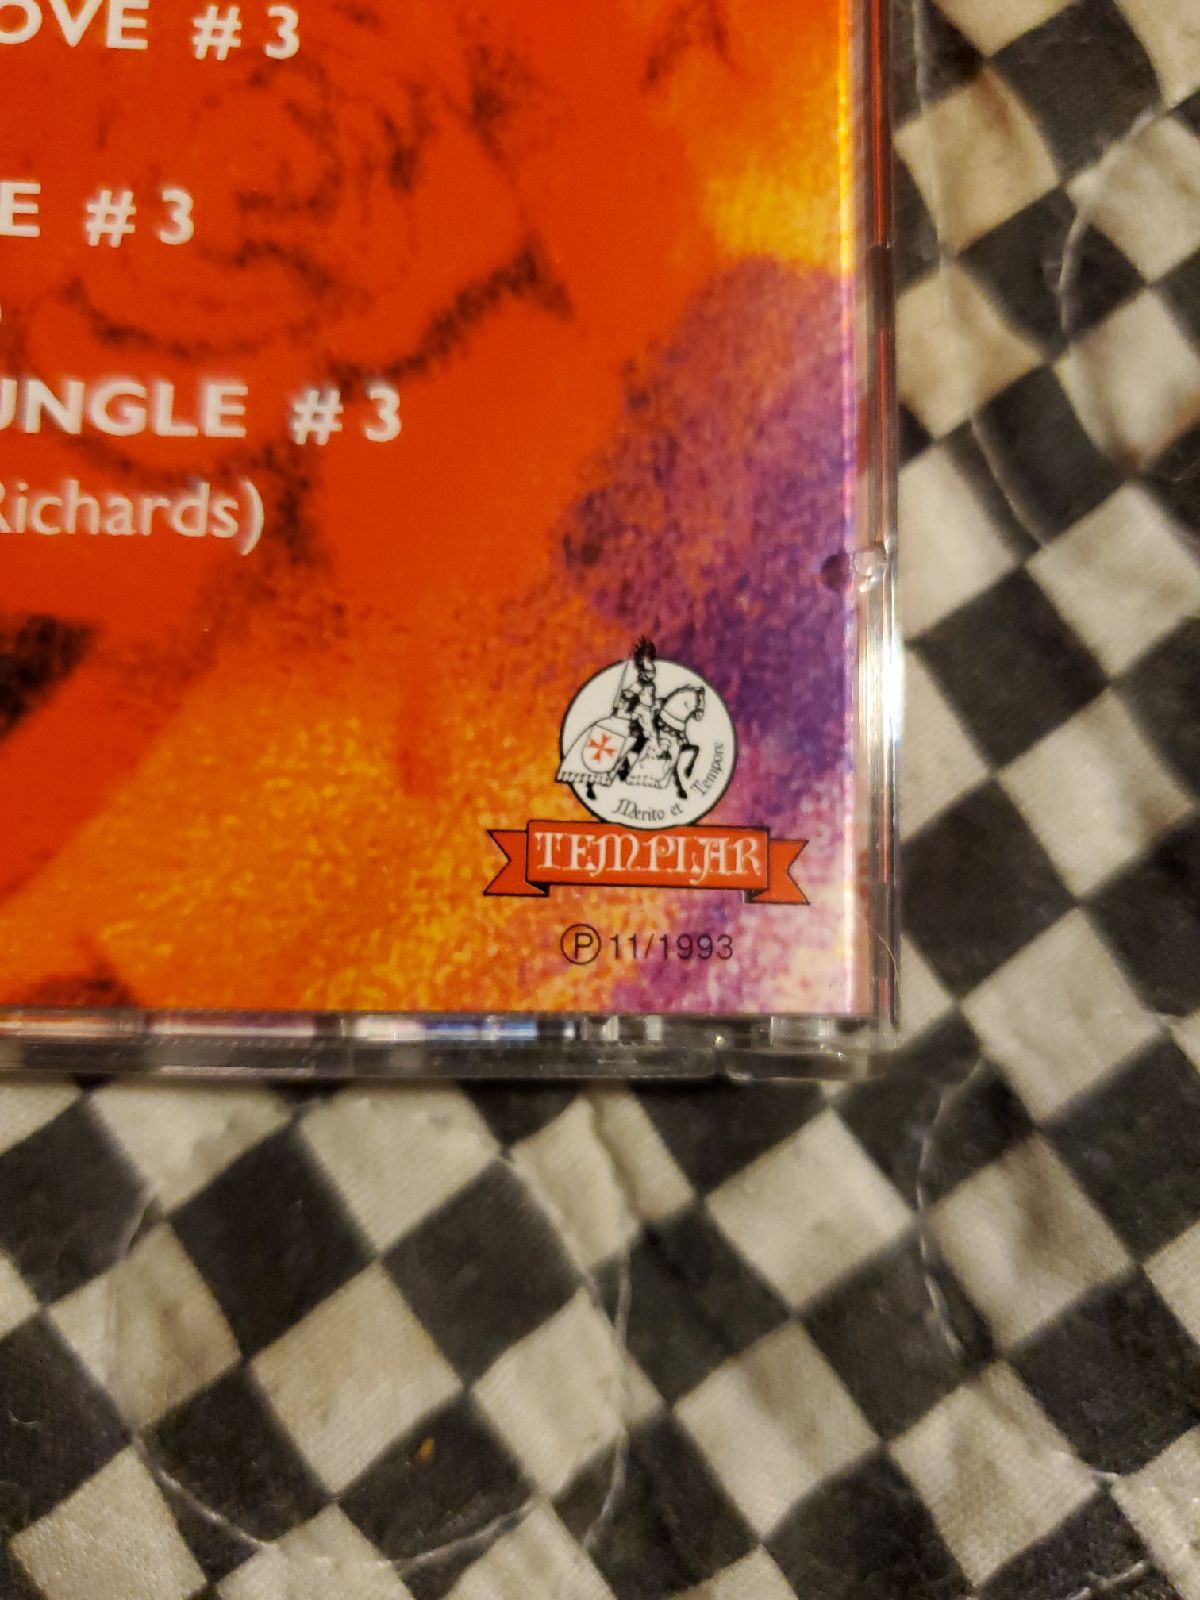 OVE #3
E #3
UNGLE #3
Richards)
Merito et Tempore
TEMPLAR
Ⓟ 11/1993